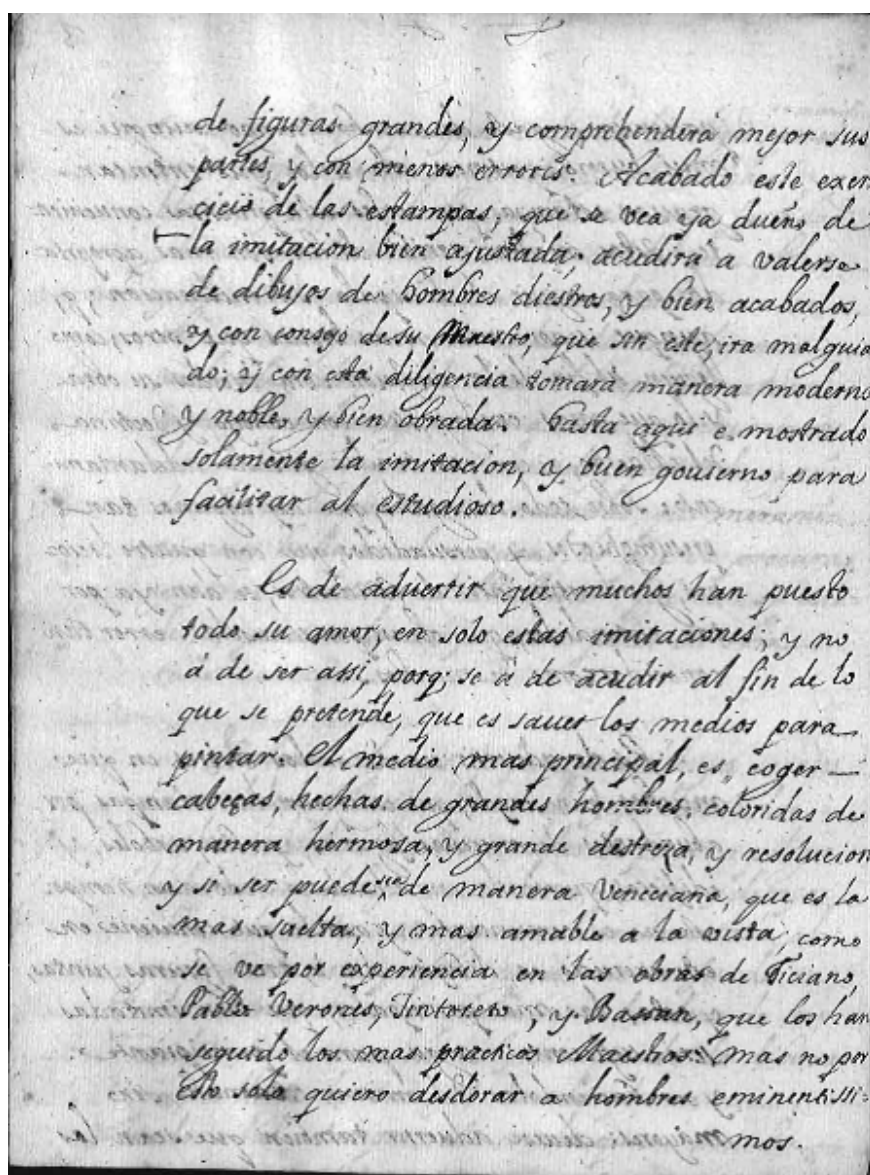 de figuras grandes, y comprehenderá mejor sus
partes, y con menos erroris. Acabado este exer
cicio de las estampas, que se vea ya dueño de
la imitacion bien ajustada, acudirá a valerse
de dibujos de hombres diestros, y bien acabados,
y con consejo de su Maestro, que sin este, ira mal guia
do; y con esta diligencia tomará manera moderna
y noble, y bien obrada. hasta aqui e mostrado
solamente la imitacion, y buen gouierno para
facilitar al estudioso.
Es de aduertir que muchos han puesto
todo su amor, en solo estas imitaciones, y no
á de ser assi, porq; se á de acudir al fin de lo
que se pretende, que es sauer los medios para
pintar. El medio mas principal, es, coger
cabeças, hechas de grandes hombres, coloridas de
manera hermosa, y grande destreza, y resolucion
y si ser puede, sea de manera Veneciana, que es la
mas suelta, y mas amable a la vista, como
se ve por experiencia en las obras de Ticiano,
Pablo Verones, Tintoreto, y Bassan, que los han
seguido los mas practicos Maestros: mas no por
esto solo quiero desdorar a hombres eminentissi-
mos.